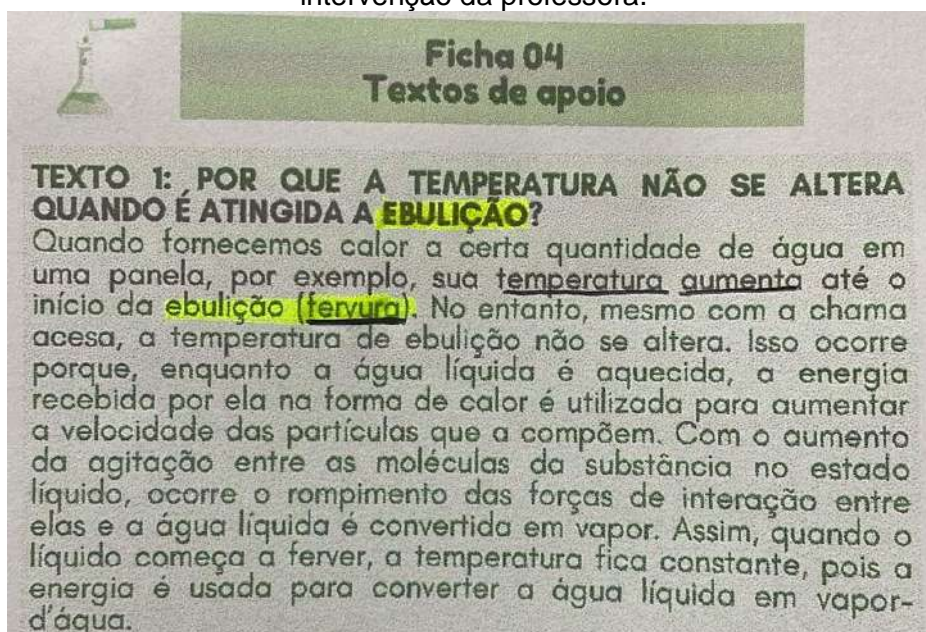 intervenção da professora.
Ficha 04
Textos de apoio
TEXTO 1: POR QUE A TEMPERATURA NÃO SE ALTERA
QUANDO É ATINGIDA A EBULIÇÃO?
Quando fornecemos calor a certa quantidade de água em
uma panela, por exemplo, sua temperatura aumenta até o
início da ebulição (fervura). No entanto, mesmo com a chama
acesa, a temperatura de ebulição não se altera. Isso ocorre
porque, enquanto a água líquida é aquecida, a energia
recebida por ela na forma de calor é utilizada para aumentar
a velocidade das partículas que a compõem. Com o aumento
da agitação entre as moléculas da substância no estado
líquido, ocorre o rompimento das forças de interação entre
elas e a água líquida é convertida em vapor. Assim, quando o
líquido começa a ferver, a temperatura fica constante, pois a
energia é usada para converter a água líquida em vapor-
d'água.